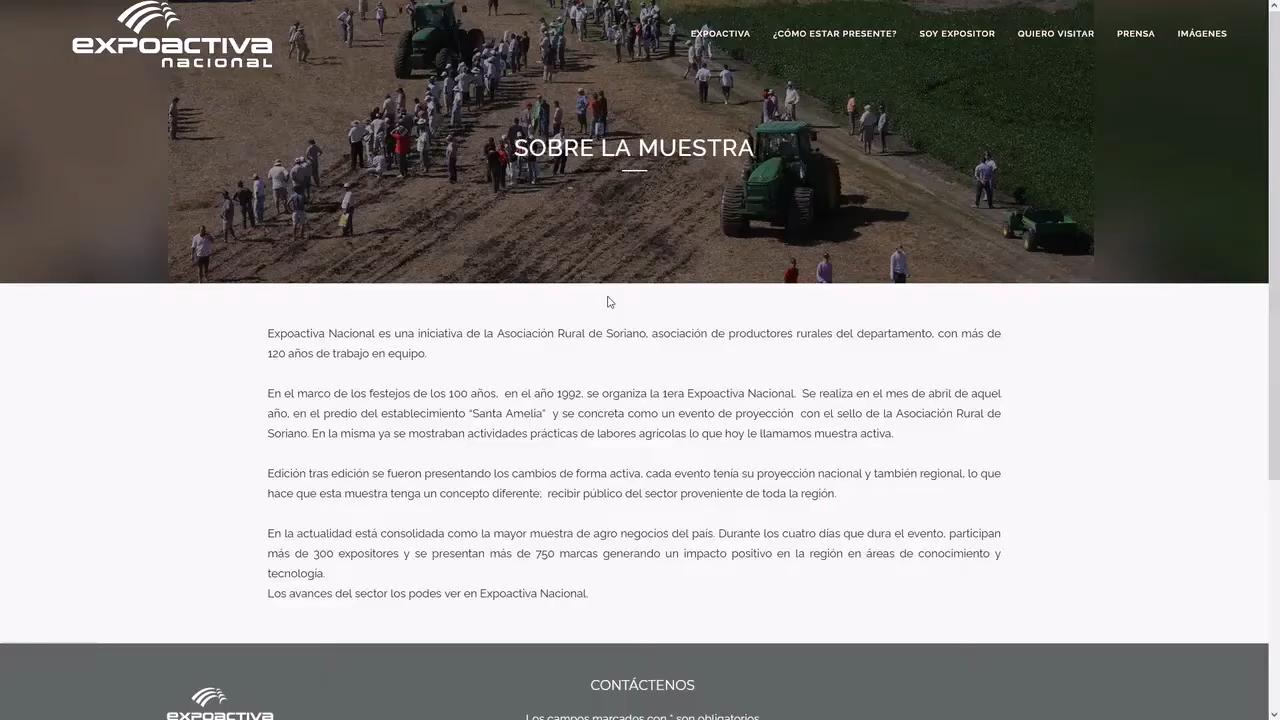 expoactiva
nacional
EXPOACTIVA ¿CÓMO ESTAR PRESENTE? SOY EXPOSITOR QUIERO VISITAR PRENSA IMÁGENES
SOBRE LA MUESTRA
Expoactiva Nacional es una iniciativa de la Asociación Rural de Soriano, asociación de productores rurales del departamento, con más de
120 años de trabajo en equipo.
En el marco de los festejos de los 100 años, en el año 1992, se organiza la 1era Expoactiva Nacional. Se realiza en el mes de abril de aquel
año, en el predio del establecimiento “Santa Amelia” y se concreta como un evento de proyección con el sello de la Asociación Rural de
Soriano. En la misma ya se mostraban actividades prácticas de labores agrícolas lo que hoy le llamamos muestra activa.
Edición tras edición se fueron presentando los cambios de forma activa, cada evento tenía su proyección nacional y también regional, lo que
hace que esta muestra tenga un concepto diferente, recibir público del sector proveniente de toda la región.
En la actualidad está consolidada como la mayor muestra de agro negocios del país. Durante los cuatro días que dura el evento, participan
más de 300 expositores y se presentan más de 750 marcas generando un impacto positivo en la región en áreas de conocimiento y
tecnología.
Los avances del sector los podes ver en Expoactiva Nacional.
CONTÁCTENOS
expoactiva
Los campos marcados con * son obligatorios